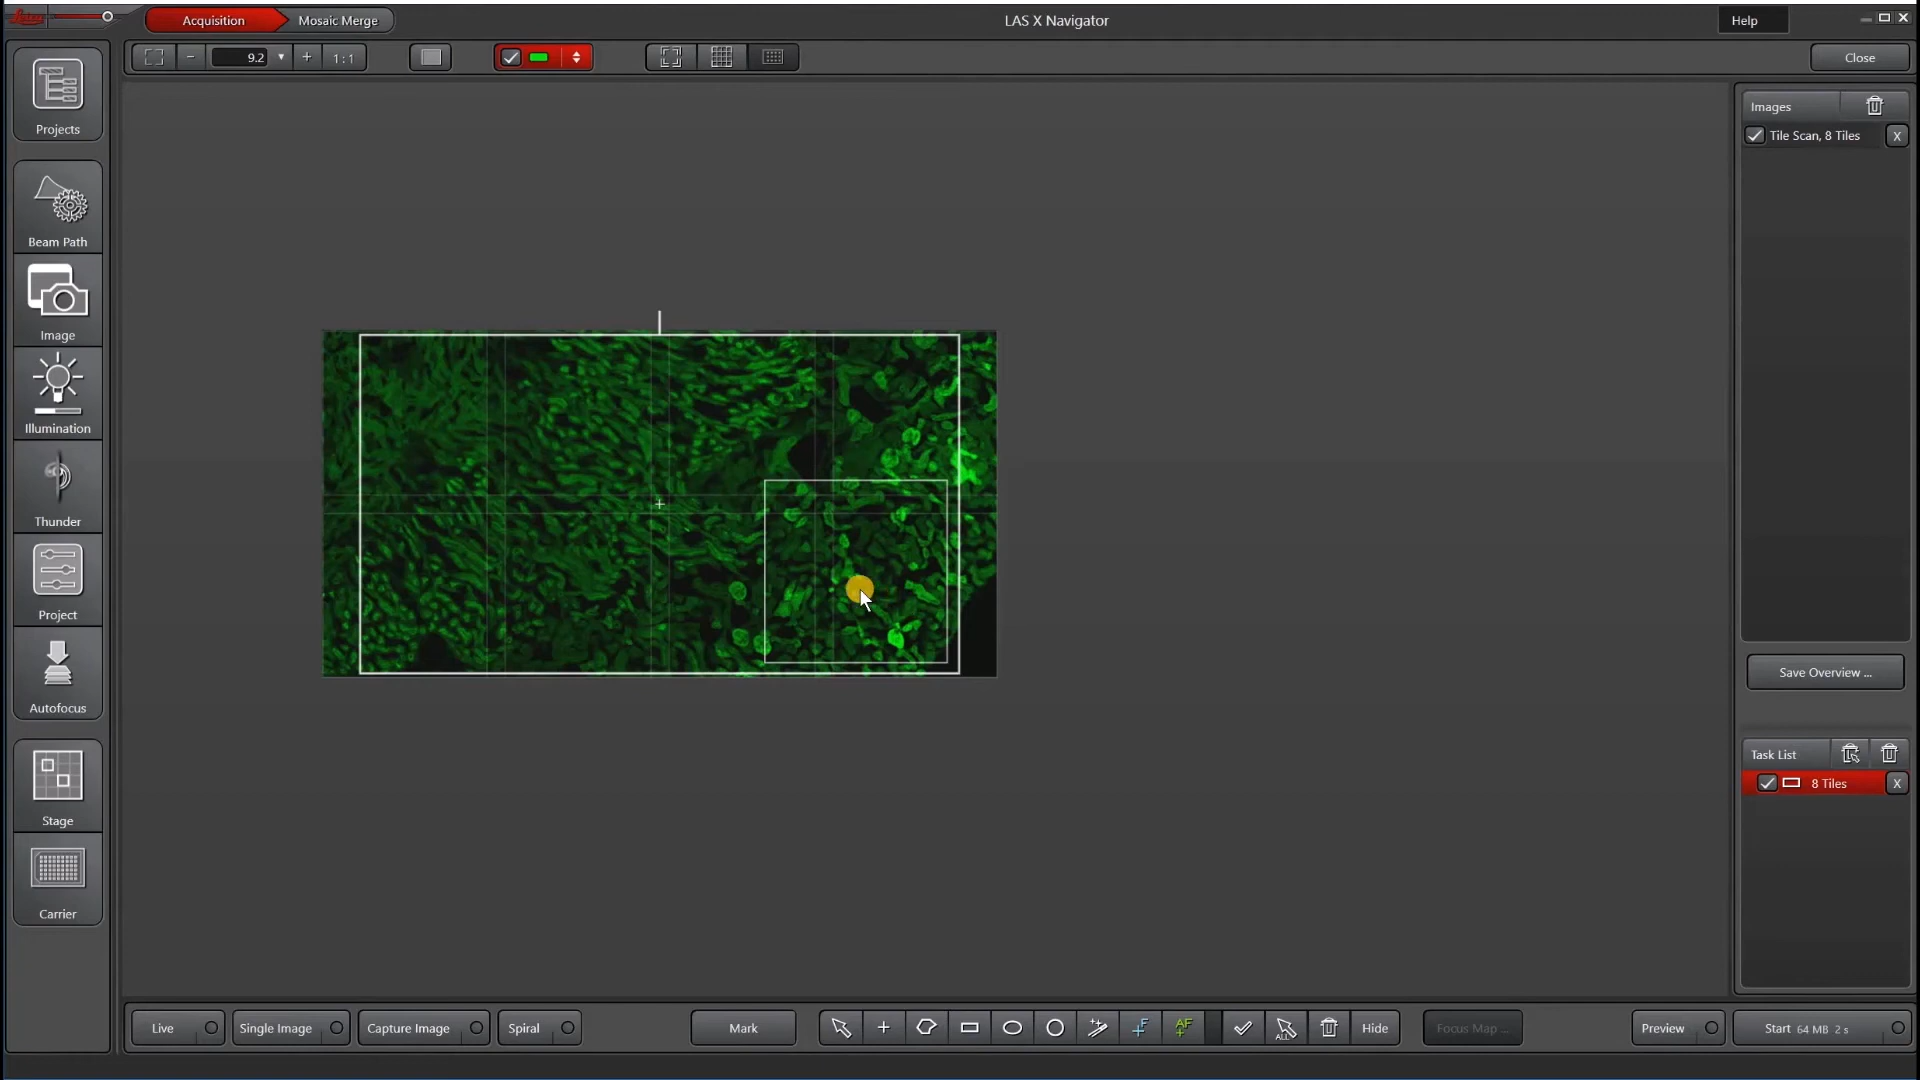 Acquisition
Mosaic Merge
LAS X Navigator
Help
9.2
1:1
Close
Projects
Images
Tile Scan, 8 Tiles
X
Beam Path
Image
Illumination
Thunder
Project
Autofocus
Save Overview ...
Task List
8 Tiles
X
Stage
Carrier
Live
Single Image
Capture Image
Spiral
Mark
F
AF
ALL
Hide
Focus Map ...
Preview
Start 64 MB 2 s